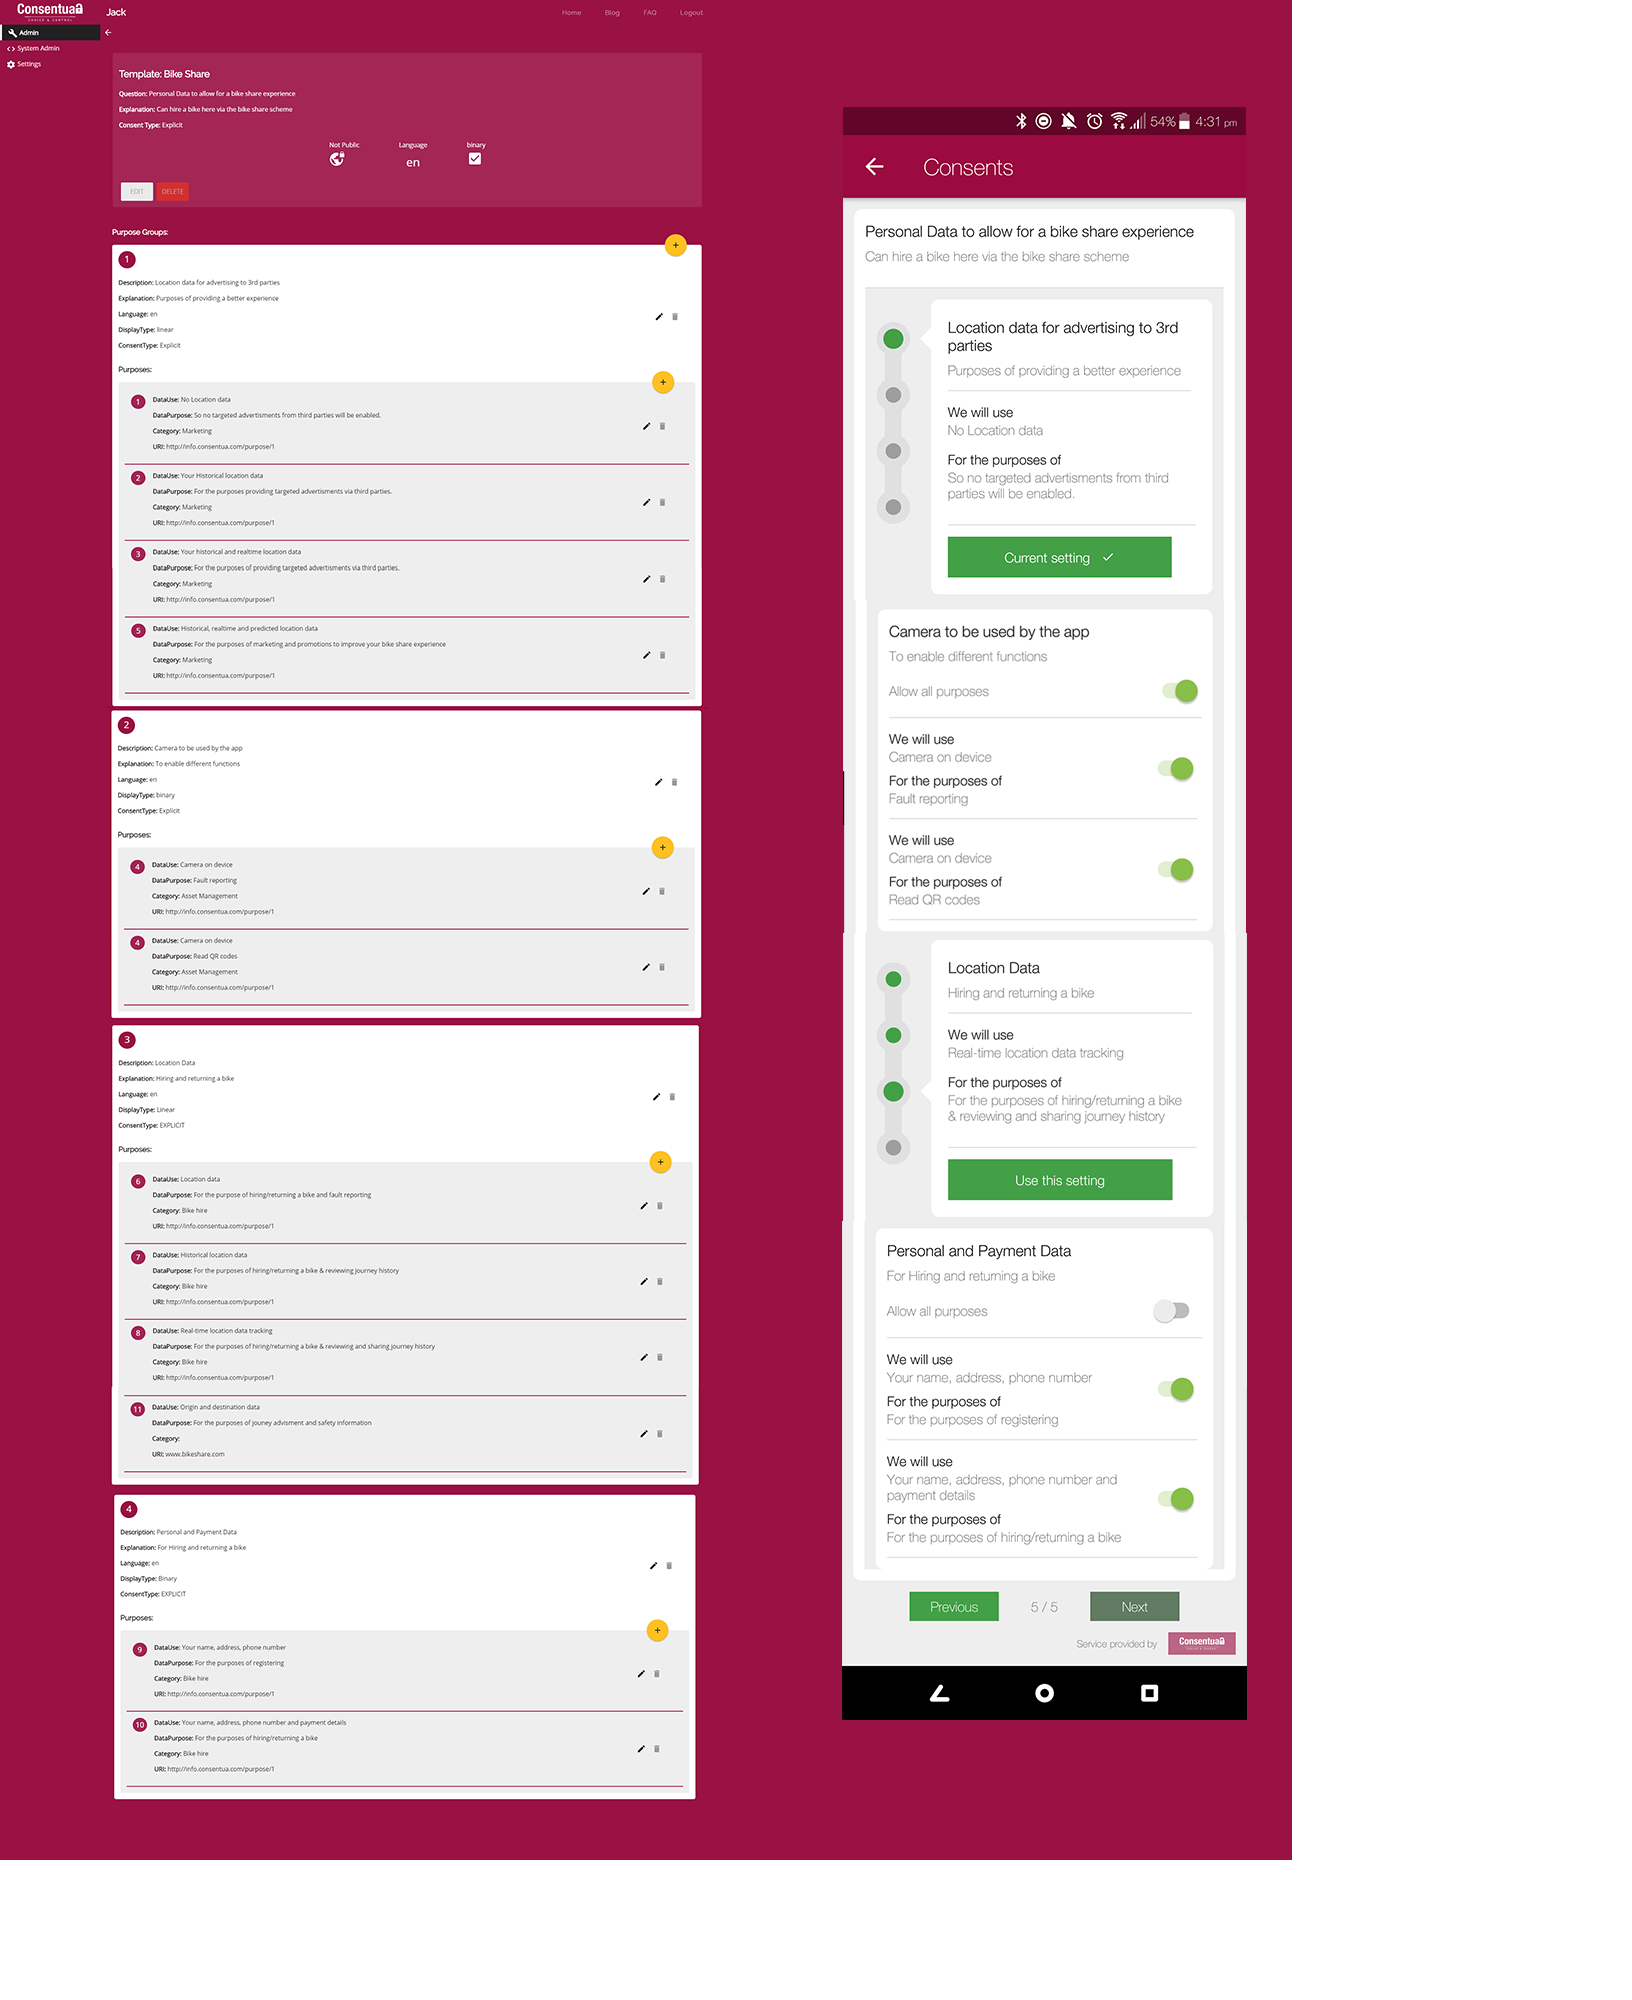 Consentua
CHOICE & CONTROL
Jack
Home
Blog
FAQ
Logout
Admin
System Admin
Settings
Template: Bike Share
Question: Personal Data to allow for a bike share experience
Explanation: Can hire a bike here via the bike share scheme
Consent Type: Explicit
Not Public
Language
binary
en
EDIT
DELETE
Purpose Groups:
+
1
Description: Location data for advertising to 3rd parties
Explanation: Purposes of providing a better experience
Language: en
DisplayType: linear
ConsentType: Explicit
Purposes:
+
1
DataUse: No Location data
DataPurpose: So no targeted advertisments from third parties will be enabled.
Category: Marketing
URI: http://info.consentua.com/purpose/1
2
DataUse: Your Historical location data
DataPurpose: For the purposes providing targeted advertisments via third parties.
Category: Marketing
URI: http://info.consentua.com/purpose/1
3
DataUse: Your historical and realtime location data
DataPurpose: For the purposes of providing targeted advertisments via third parties.
Category: Marketing
URI: http://info.consentua.com/purpose/1
5
DataUse: Historical, realtime and predicted location data
DataPurpose: For the purposes of marketing and promotions to improve your bike share experience
Category: Marketing
URI: http://info.consentua.com/purpose/1
2
Description: Camera to be used by the app
Explanation: To enable different functions
Language: en
DisplayType: binary
ConsentType: Explicit
Purposes:
+
4
DataUse: Camera on device
DataPurpose: Fault reporting
Category: Asset Management
URI: http://info.consentua.com/purpose/1
4
DataUse: Camera on device
DataPurpose: Read QR codes
Category: Asset Management
URI: http://info.consentua.com/purpose/1
3
Description: Location Data
Explanation: Hiring and returning a bike
Language: en
DisplayType: Linear
ConsentType: EXPLICIT
Purposes:
+
6
DataUse: Location data
DataPurpose: For the purpose of hiring/returning a bike and fault reporting
Category: Bike hire
URI: http://info.consentua.com/purpose/1
7
DataUse: Historical location data
DataPurpose: For the purposes of hiring/returning a bike & reviewing journey history
Category: Bike hire
URI: http://info.consentua.com/purpose/1
8
DataUse: Real-time location data tracking
DataPurpose: For the purposes of hiring/returning a bike & reviewing and sharing journey history
Category: Bike hire
URI: http://info.consentua.com/purpose/1
11
DataUse: Origin and destination data
DataPurpose: For the purposes of jouney advisment and safety information
Category:
URI: www.bikeshare.com
4
Description: Personal and Payment Data
Explanation: For Hiring and returning a bike
Language: en
DisplayType: Binary
ConsentType: EXPLICIT
Purposes:
+
9
DataUse: Your name, address, phone number
DataPurpose: For the purposes of registering
Category: Bike hire
URI: http://info.consentua.com/purpose/1
10
DataUse: Your name, address, phone number and payment details
DataPurpose: For the purposes of hiring/returning a bike
Category: Bike hire
URI: http://info.consentua.com/purpose/1
54% 4:31 pm
Consents
Personal Data to allow for a bike share experience
Can hire a bike here via the bike share scheme
Location data for advertising to 3rd
parties
Purposes of providing a better experience
We will use
No Location data
For the purposes of
So no targeted advertisments from third
parties will be enabled.
Current setting
Camera to be used by the app
To enable different functions
Allow all purposes
We will use
Camera on device
For the purposes of
Fault reporting
We will use
Camera on device
For the purposes of
Read QR codes
Location Data
Hiring and returning a bike
We will use
Real-time location data tracking
For the purposes of
For the purposes of hiring/returning a bike
& reviewing and sharing journey history
Use this setting
Personal and Payment Data
For Hiring and returning a bike
Allow all purposes
We will use
Your name, address, phone number
For the purposes of
For the purposes of registering
We will use
Your name, address, phone number and
payment details
For the purposes of
For the purposes of hiring/returning a bike
Previous
5 / 5
Next
Service provided by
Consentua